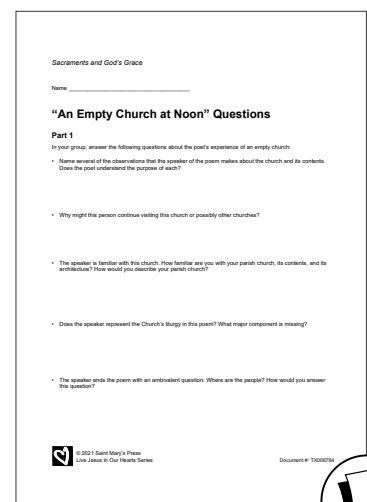 Sacraments and God's Grace
Name ________________________________________
"An Empty Church at Noon" Questions
Part 1
In your group, answer the following questions about the poet's experience of an empty church:
• Name several of the observations that the speaker of the poem makes about the church and its contents.
Does the poet understand the purpose of each?
• Why might this person continue visiting this church or possibly other churches?
• The speaker is familiar with this church. How familiar are you with your parish church, its contents, and its
architecture? How would you describe your parish church?
• Does the speaker represent the Church's liturgy in this poem? What major component is missing?
• The speaker ends the poem with an ambivalent question: Where are the people? How would you answer
this question?
© 2021 Saint Mary's Press
Live Jesus in Our Hearts Series
Document #: TX006764